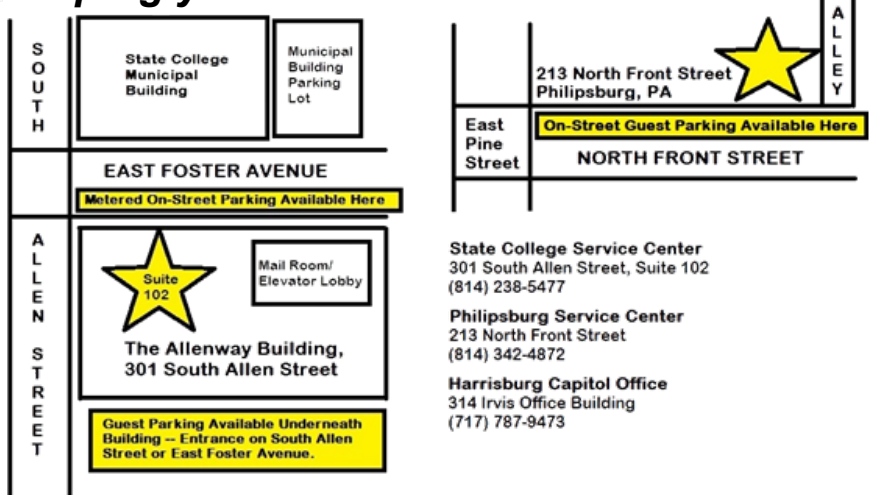 SOUTH
State College
Municipal
Building
Municipal
Building
Parking
Lot
EAST FOSTER AVENUE
Metered On-Street Parking Available Here
ALLEN STREET
Suite
102
Mail Room/
Elevator Lobby
The Allenway Building,
301 South Allen Street
Guest Parking Available Underneath
Building -- Entrance on South Allen
Street or East Foster Avenue.
ALLEY
213 North Front Street
Philipsburg, PA
East
Pine
Street
On-Street Guest Parking Available Here
NORTH FRONT STREET
State College Service Center
301 South Allen Street, Suite 102
(814) 238-5477
Philipsburg Service Center
213 North Front Street
(814) 342-4872
Harrisburg Capitol Office
314 Irvis Office Building
(717) 787-9473